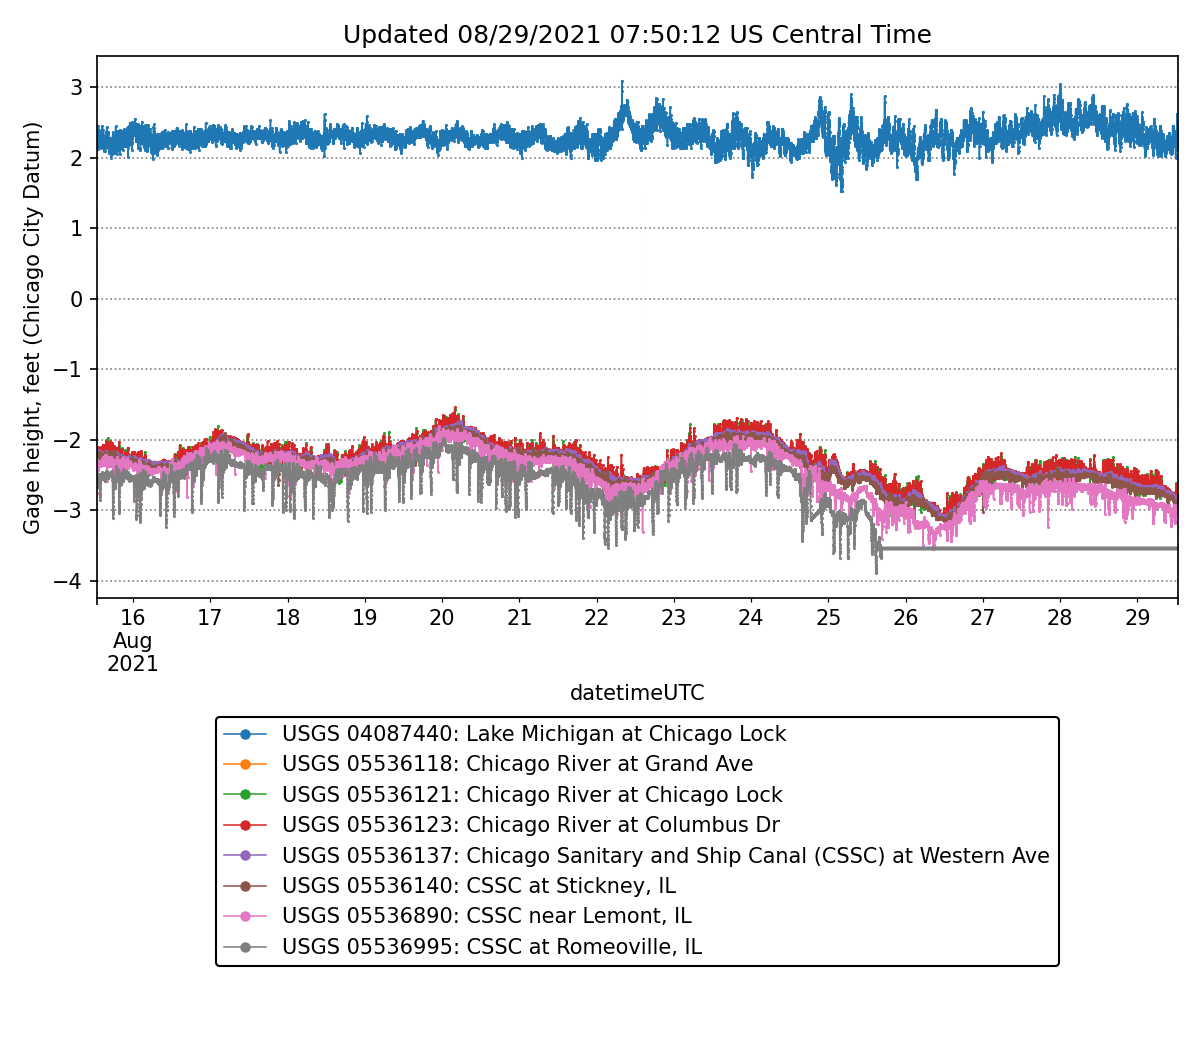 Updated 08/29/2021 07:50:12 US Central Time
Gage height, feet (Chicago City Datum)
3
2
1
0
−1
−2
−3
−4
16 17 18 19 20 21 22 23 24 25 26 27 28 29
Aug
2021
datetimeUTC
USGS 04087440: Lake Michigan at Chicago Lock
USGS 05536118: Chicago River at Grand Ave
USGS 05536121: Chicago River at Chicago Lock
USGS 05536123: Chicago River at Columbus Dr
USGS 05536137: Chicago Sanitary and Ship Canal (CSSC) at Western Ave
USGS 05536140: CSSC at Stickney, IL
USGS 05536890: CSSC near Lemont, IL
USGS 05536995: CSSC at Romeoville, IL